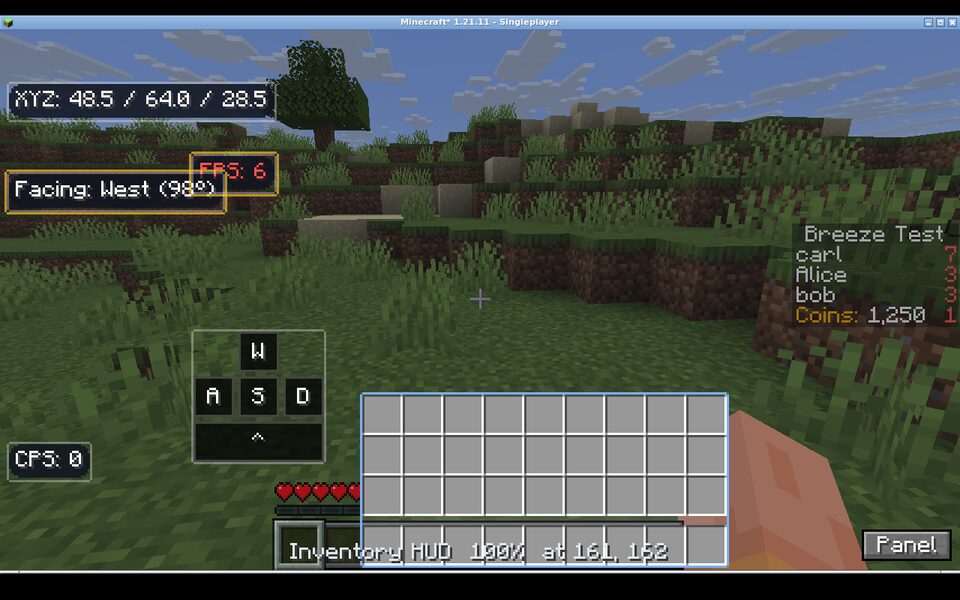 Minecraft* 1.21.11 - Singleplayer
XYZ: 48.5 / 64.0 / 28.5
FPS: 6
Facing: West (98°)
Breeze Test
carl 7
Alice 3
bob 3
Coins: 1,250 1
W
A S D
^
CPS: 0
Inventory HUD 100% at 161, 162
Panel